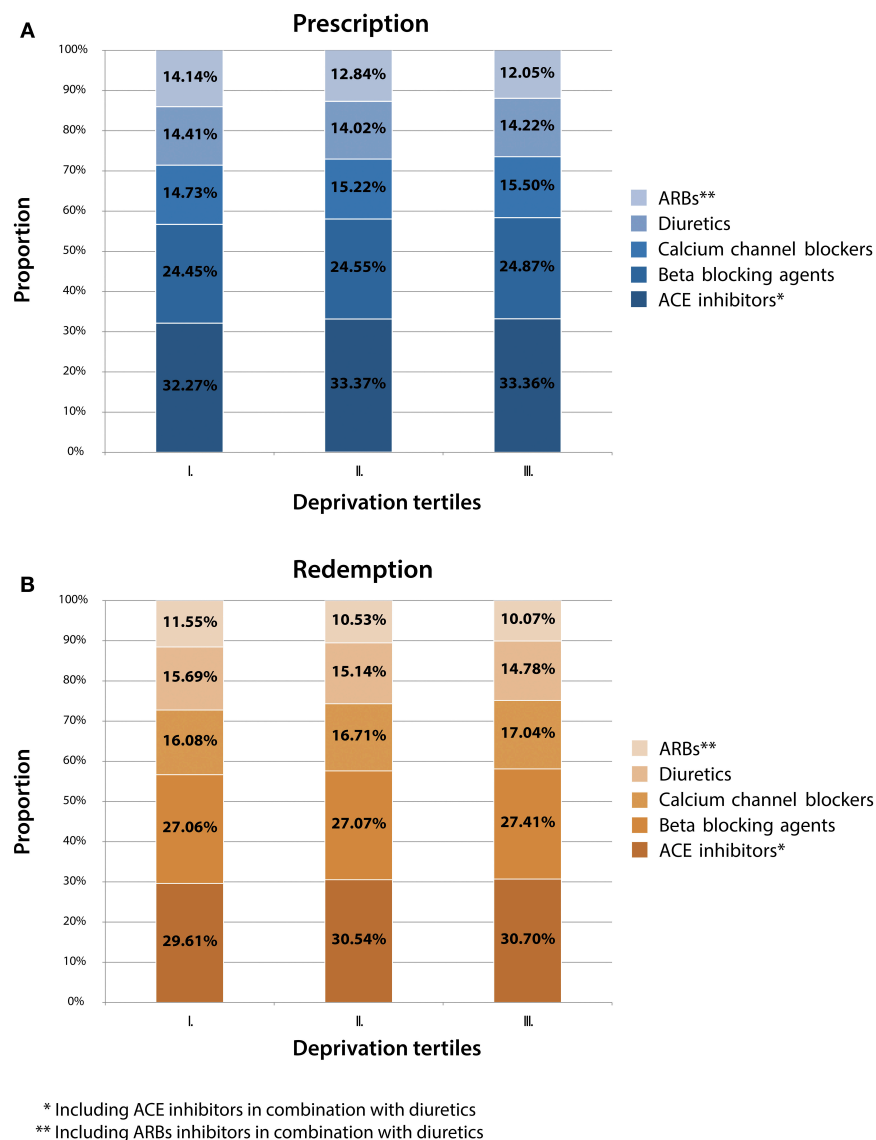 A
Prescription
Proportion
100%
90%
80%
70%
60%
50%
40%
30%
20%
10%
0%
14.14% 12.84% 12.05%
14.41% 14.02% 14.22%
14.73% 15.22% 15.50%
24.45% 24.55% 24.87%
32.27% 33.37% 33.36%
I. II. III.
Deprivation tertiles
ARBs**
Diuretics
Calcium channel blockers
Beta blocking agents
ACE inhibitors*
B
Redemption
Proportion
100%
90%
80%
70%
60%
50%
40%
30%
20%
10%
0%
11.55% 10.53% 10.07%
15.69% 15.14% 14.78%
16.08% 16.71% 17.04%
27.06% 27.07% 27.41%
29.61% 30.54% 30.70%
I. II. III.
Deprivation tertiles
ARBs**
Diuretics
Calcium channel blockers
Beta blocking agents
ACE inhibitors*
* Including ACE inhibitors in combination with diuretics
** Including ARBs inhibitors in combination with diuretics